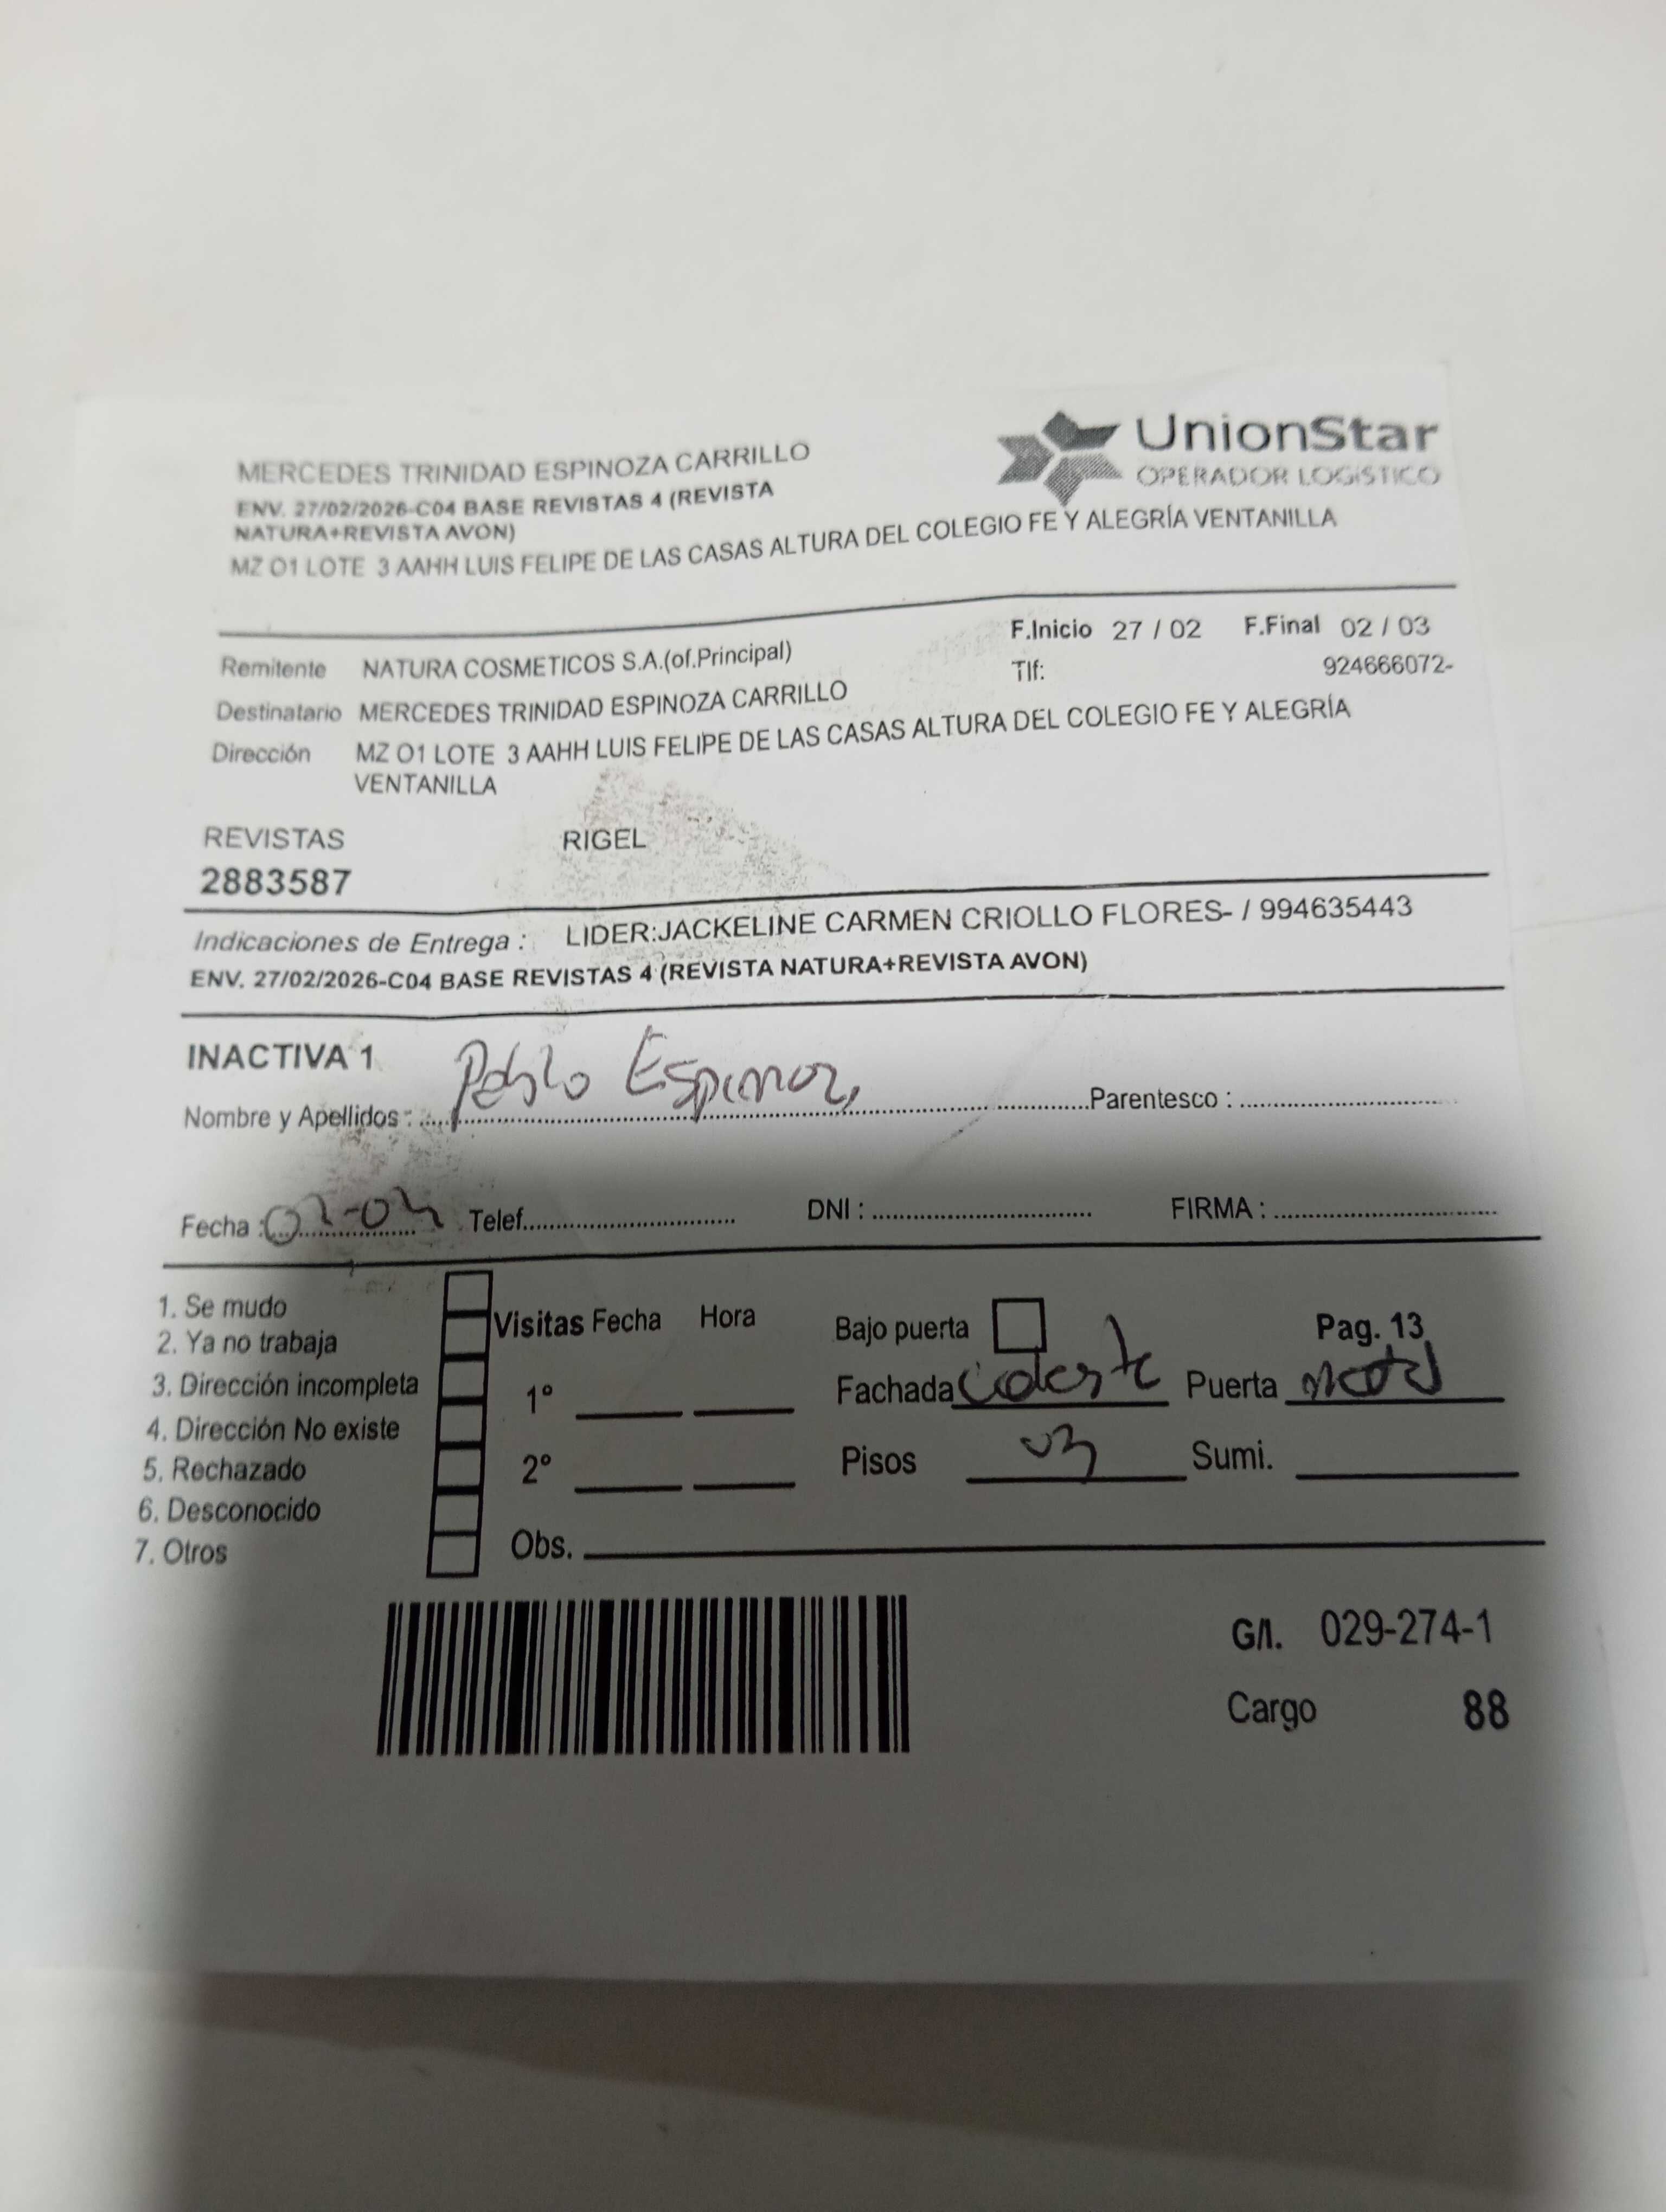 UnionStar
OPERADOR LOGÍSTICO
MERCEDES TRINIDAD ESPINOZA CARRILLO
ENV. 27/02/2026-C04 BASE REVISTAS 4 (REVISTA
NATURA+REVISTA AVON)
MZ O1 LOTE 3 AAHH LUIS FELIPE DE LAS CASAS ALTURA DEL COLEGIO FE Y ALEGRÍA VENTANILLA
F.Inicio 27 / 02 F.Final 02 / 03
Remitente NATURA COSMETICOS S.A.(of.Principal) Tlf: 924666072-
Destinatario MERCEDES TRINIDAD ESPINOZA CARRILLO
Dirección MZ O1 LOTE 3 AAHH LUIS FELIPE DE LAS CASAS ALTURA DEL COLEGIO FE Y ALEGRÍA
VENTANILLA
REVISTAS RIGEL
2883587
Indicaciones de Entrega : LIDER:JACKELINE CARMEN CRIOLLO FLORES- / 994635443
ENV. 27/02/2026-C04 BASE REVISTAS 4 (REVISTA NATURA+REVISTA AVON)
INACTIVA 1
Nombre y Apellidos : Pablo Espinoza Parentesco :
Fecha : Telef. DNI : FIRMA :
1. Se mudo
2. Ya no trabaja
3. Dirección incompleta
4. Dirección No existe
5. Rechazado
6. Desconocido
7. Otros
Visitas Fecha Hora Bajo puerta Pag. 13
1° Fachada Celeste Puerta metal
2° Pisos 03 Sumi.
Obs.
G/I. 029-274-1
Cargo 88